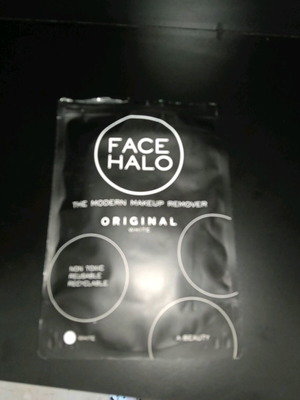 FACE
HALO
THE MODERN MAKEUP REMOVER
ORIGINAL
WHITE
NON TOXIC
REUSABLE
RECYCLABLE
WHITE
BEAUTY